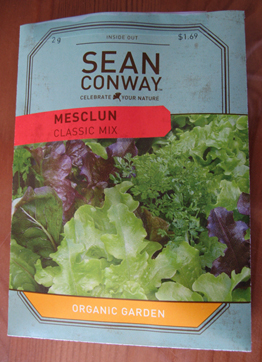 2g
INSIDE OUT
$1.69
SEAN
CONWAY
CELEBRATE YOUR NATURE
MESCLUN
CLASSIC MIX
ORGANIC GARDEN